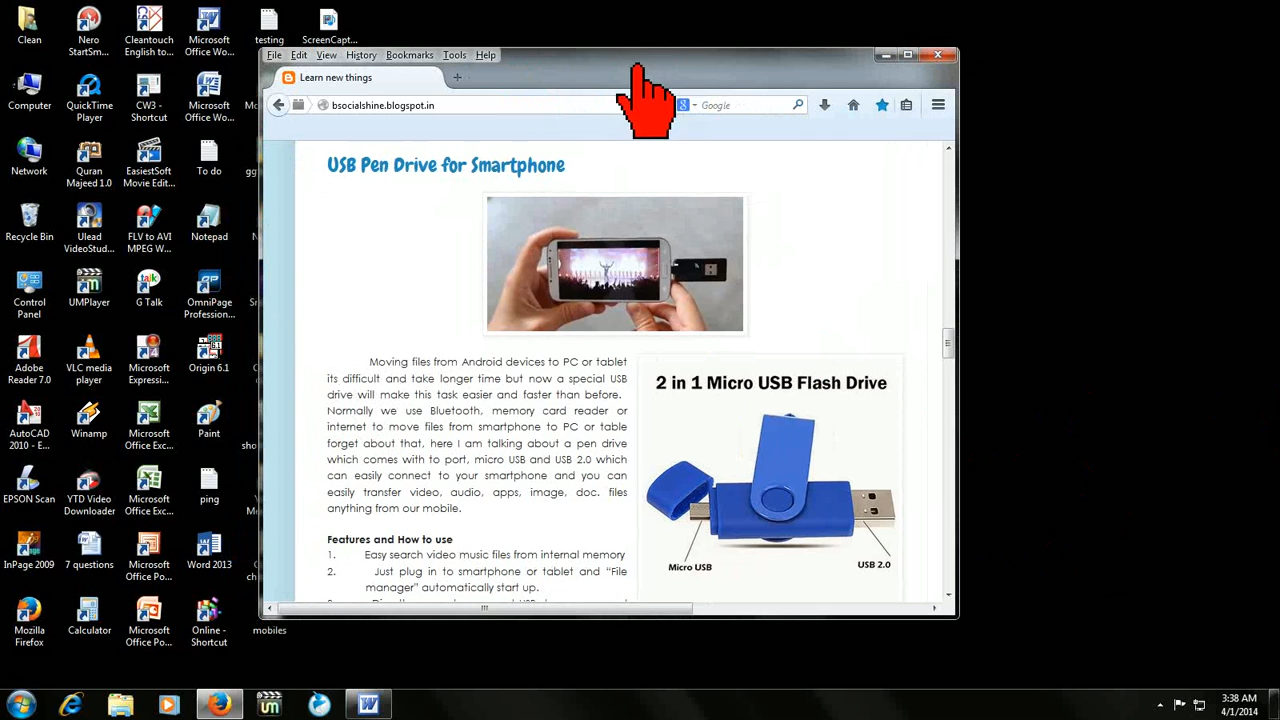 Clean
Nero StartSm...
Cleantouch English to ...
Microsoft Office Wo...
testing
ScreenCapt...
Computer
QuickTime Player
CW3 - Shortcut
Microsoft Office Wo...
Network
Quran Majeed 1.0
EasiestSoft Movie Edit...
To do
Recycle Bin
Ulead VideoStud...
FLV to AVI MPEG W...
Notepad
Control Panel
UMPlayer
G Talk
OmniPage Profession...
Adobe Reader 7.0
VLC media player
Microsoft Expressi...
Origin 6.1
AutoCAD 2010 - E...
Winamp
Microsoft Office Exc...
Paint
EPSON Scan
YTD Video Downloader
Microsoft Office Exc...
ping
InPage 2009
7 questions
Microsoft Office Po...
Word 2013
Mozilla Firefox
Calculator
Microsoft Office Po...
Online - Shortcut
mobiles
File Edit View History Bookmarks Tools Help
Learn new things
bsocialshine.blogspot.in
Google
USB Pen Drive for Smartphone
Moving files from Android devices to PC or tablet
its difficult and take longer time but now a special USB
drive will make this task easier and faster than before.
Normally we use Bluetooth, memory card reader or
internet to move files from smartphone to PC or table
forget about that, here I am talking about a pen drive
which comes with to port, micro USB and USB 2.0 which
can easily connect to your smartphone and you can
easily transfer video, audio, apps, image, doc. files
anything from our mobile.
Features and How to use
1. Easy search video music files from internal memory
2. Just plug in to smartphone or tablet and “File
manager” automatically start up.
2 in 1 Micro USB Flash Drive
Micro USB
USB 2.0
3:38 AM
4/1/2014